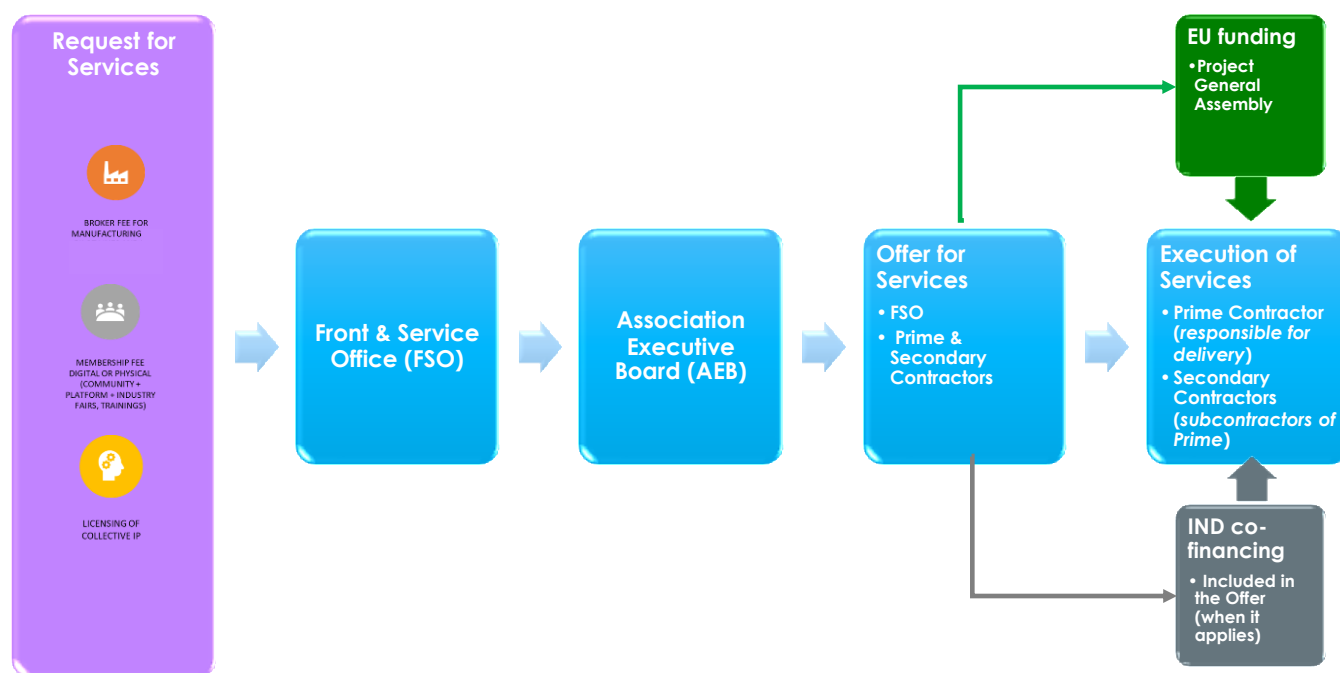 Request for
Services
BROKER FEE FOR
MANUFACTURING
MEMBERSHIP FEE
DIGITAL OR PHYSICAL
(COMMUNITY +
PLATFORM + INDUSTRY
FAIRS, TRAININGS)
LICENSING OF
COLLECTIVE IP
Front & Service
Office (FSO)
Association
Executive
Board (AEB)
Offer for
Services
• FSO
• Prime &
Secondary
Contractors
EU funding
•Project
General
Assembly
Execution of
Services
• Prime Contractor
(responsible for
delivery)
• Secondary
Contractors
(subcontractors of
Prime)
IND co-
financing
• Included in
the Offer
(when it
applies)